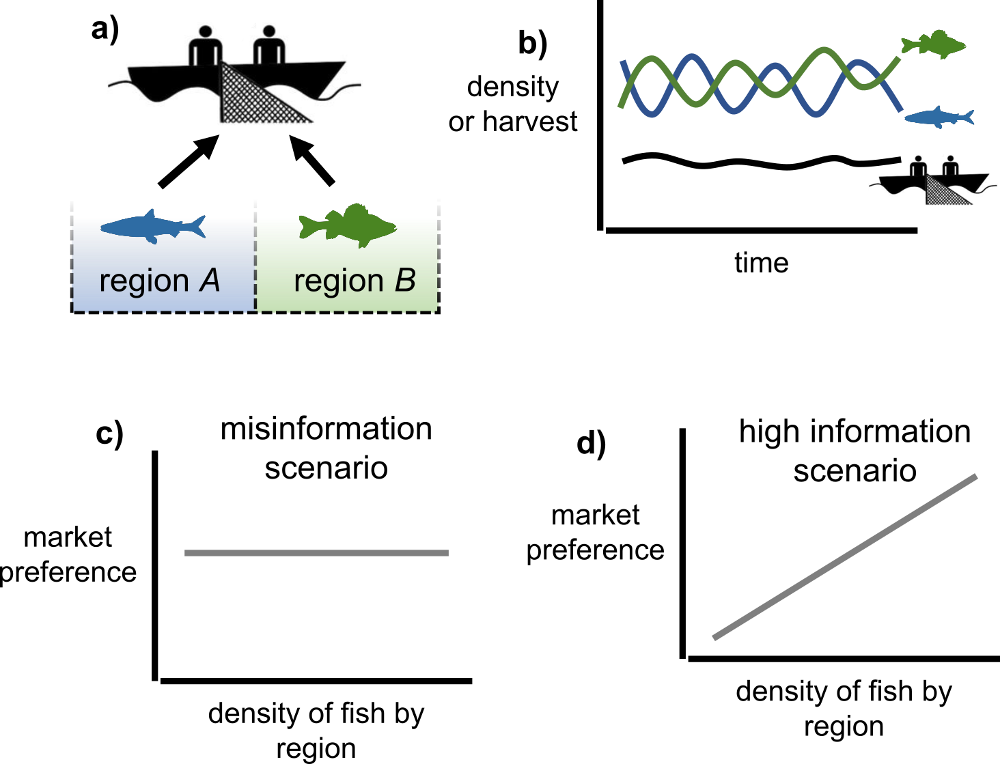 a)
region A
region B
b)
density
or harvest
time
c)
misinformation
scenario
market
preference
density of fish by
region
d)
high information
scenario
market
preference
density of fish by
region